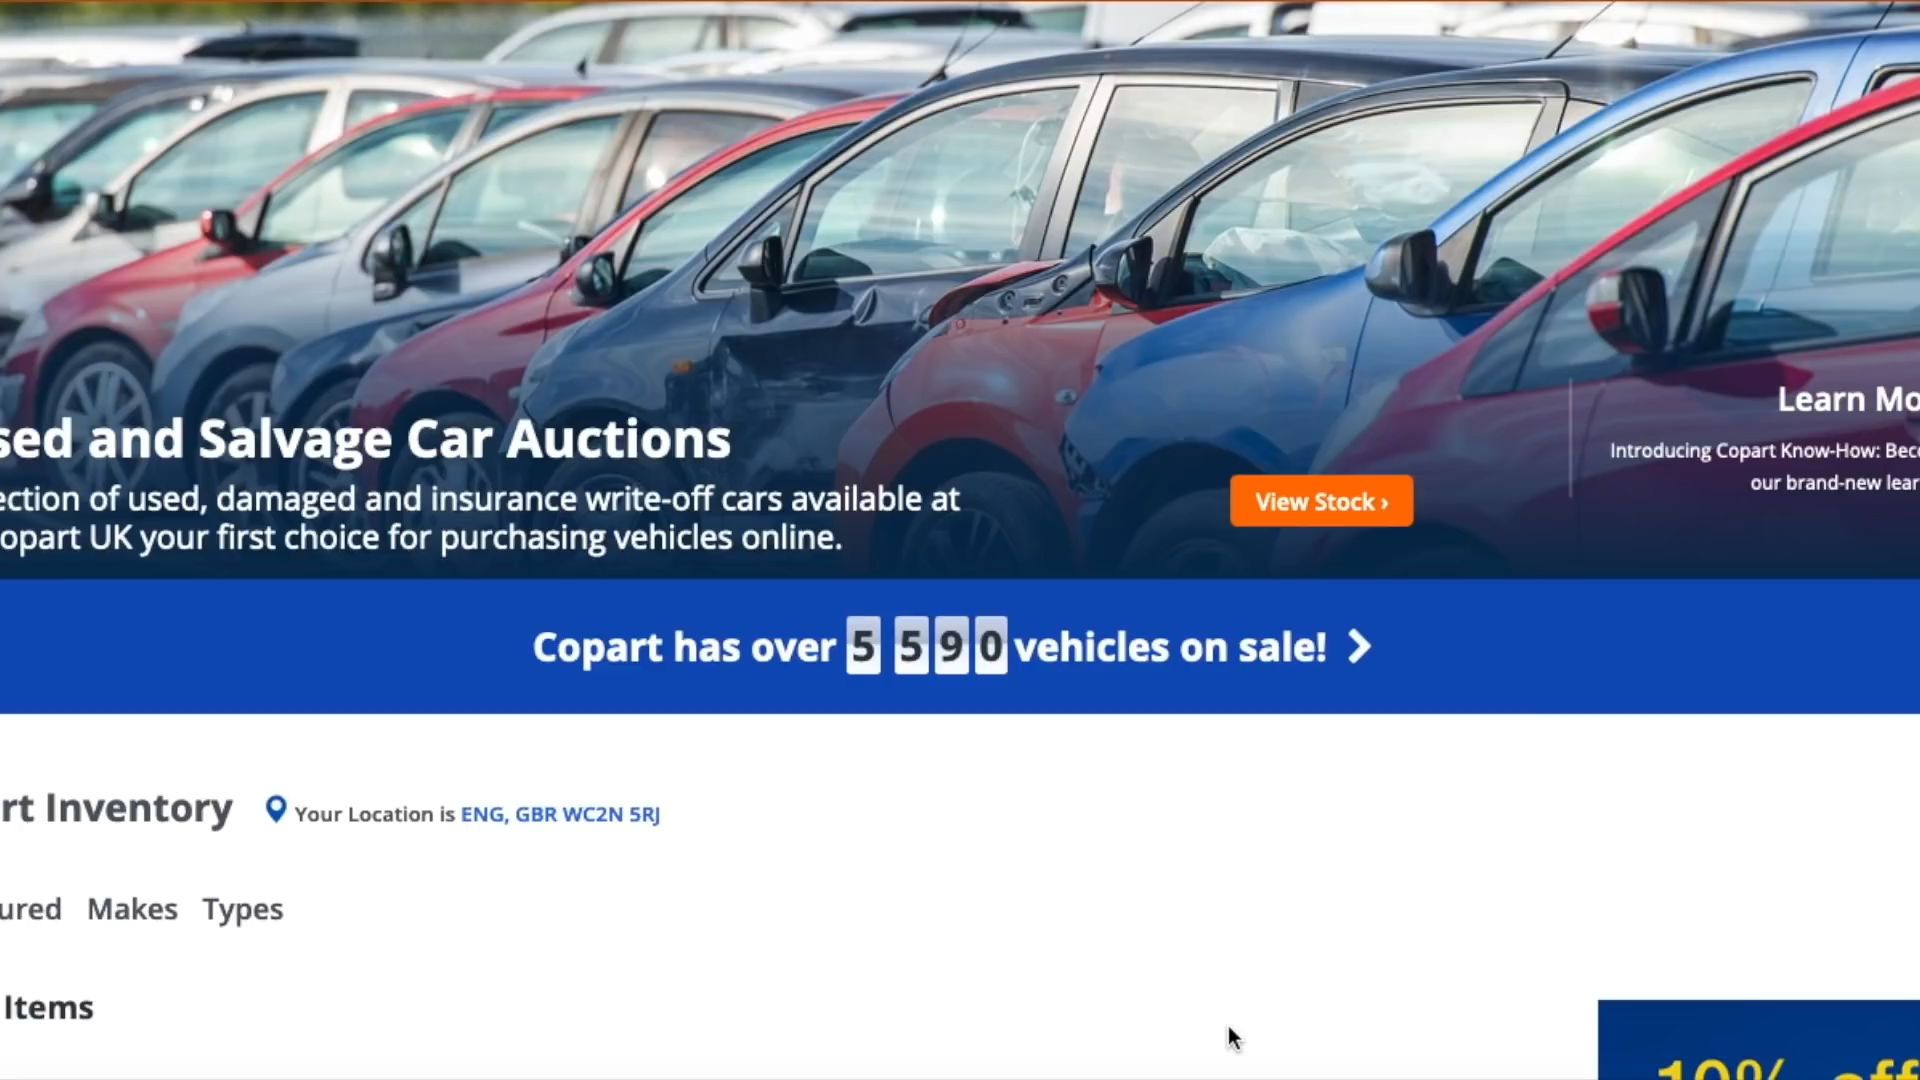 sed and Salvage Car Auctions
ection of used, damaged and insurance write-off cars available at
opart UK your first choice for purchasing vehicles online.
View Stock ›
Learn Mo
Introducing Copart Know-How: Bec
our brand-new lear
Copart has over 5 590 vehicles on sale!
rt Inventory
Your Location is ENG, GBR WC2N 5RJ
ured Makes Types
Items
10% off